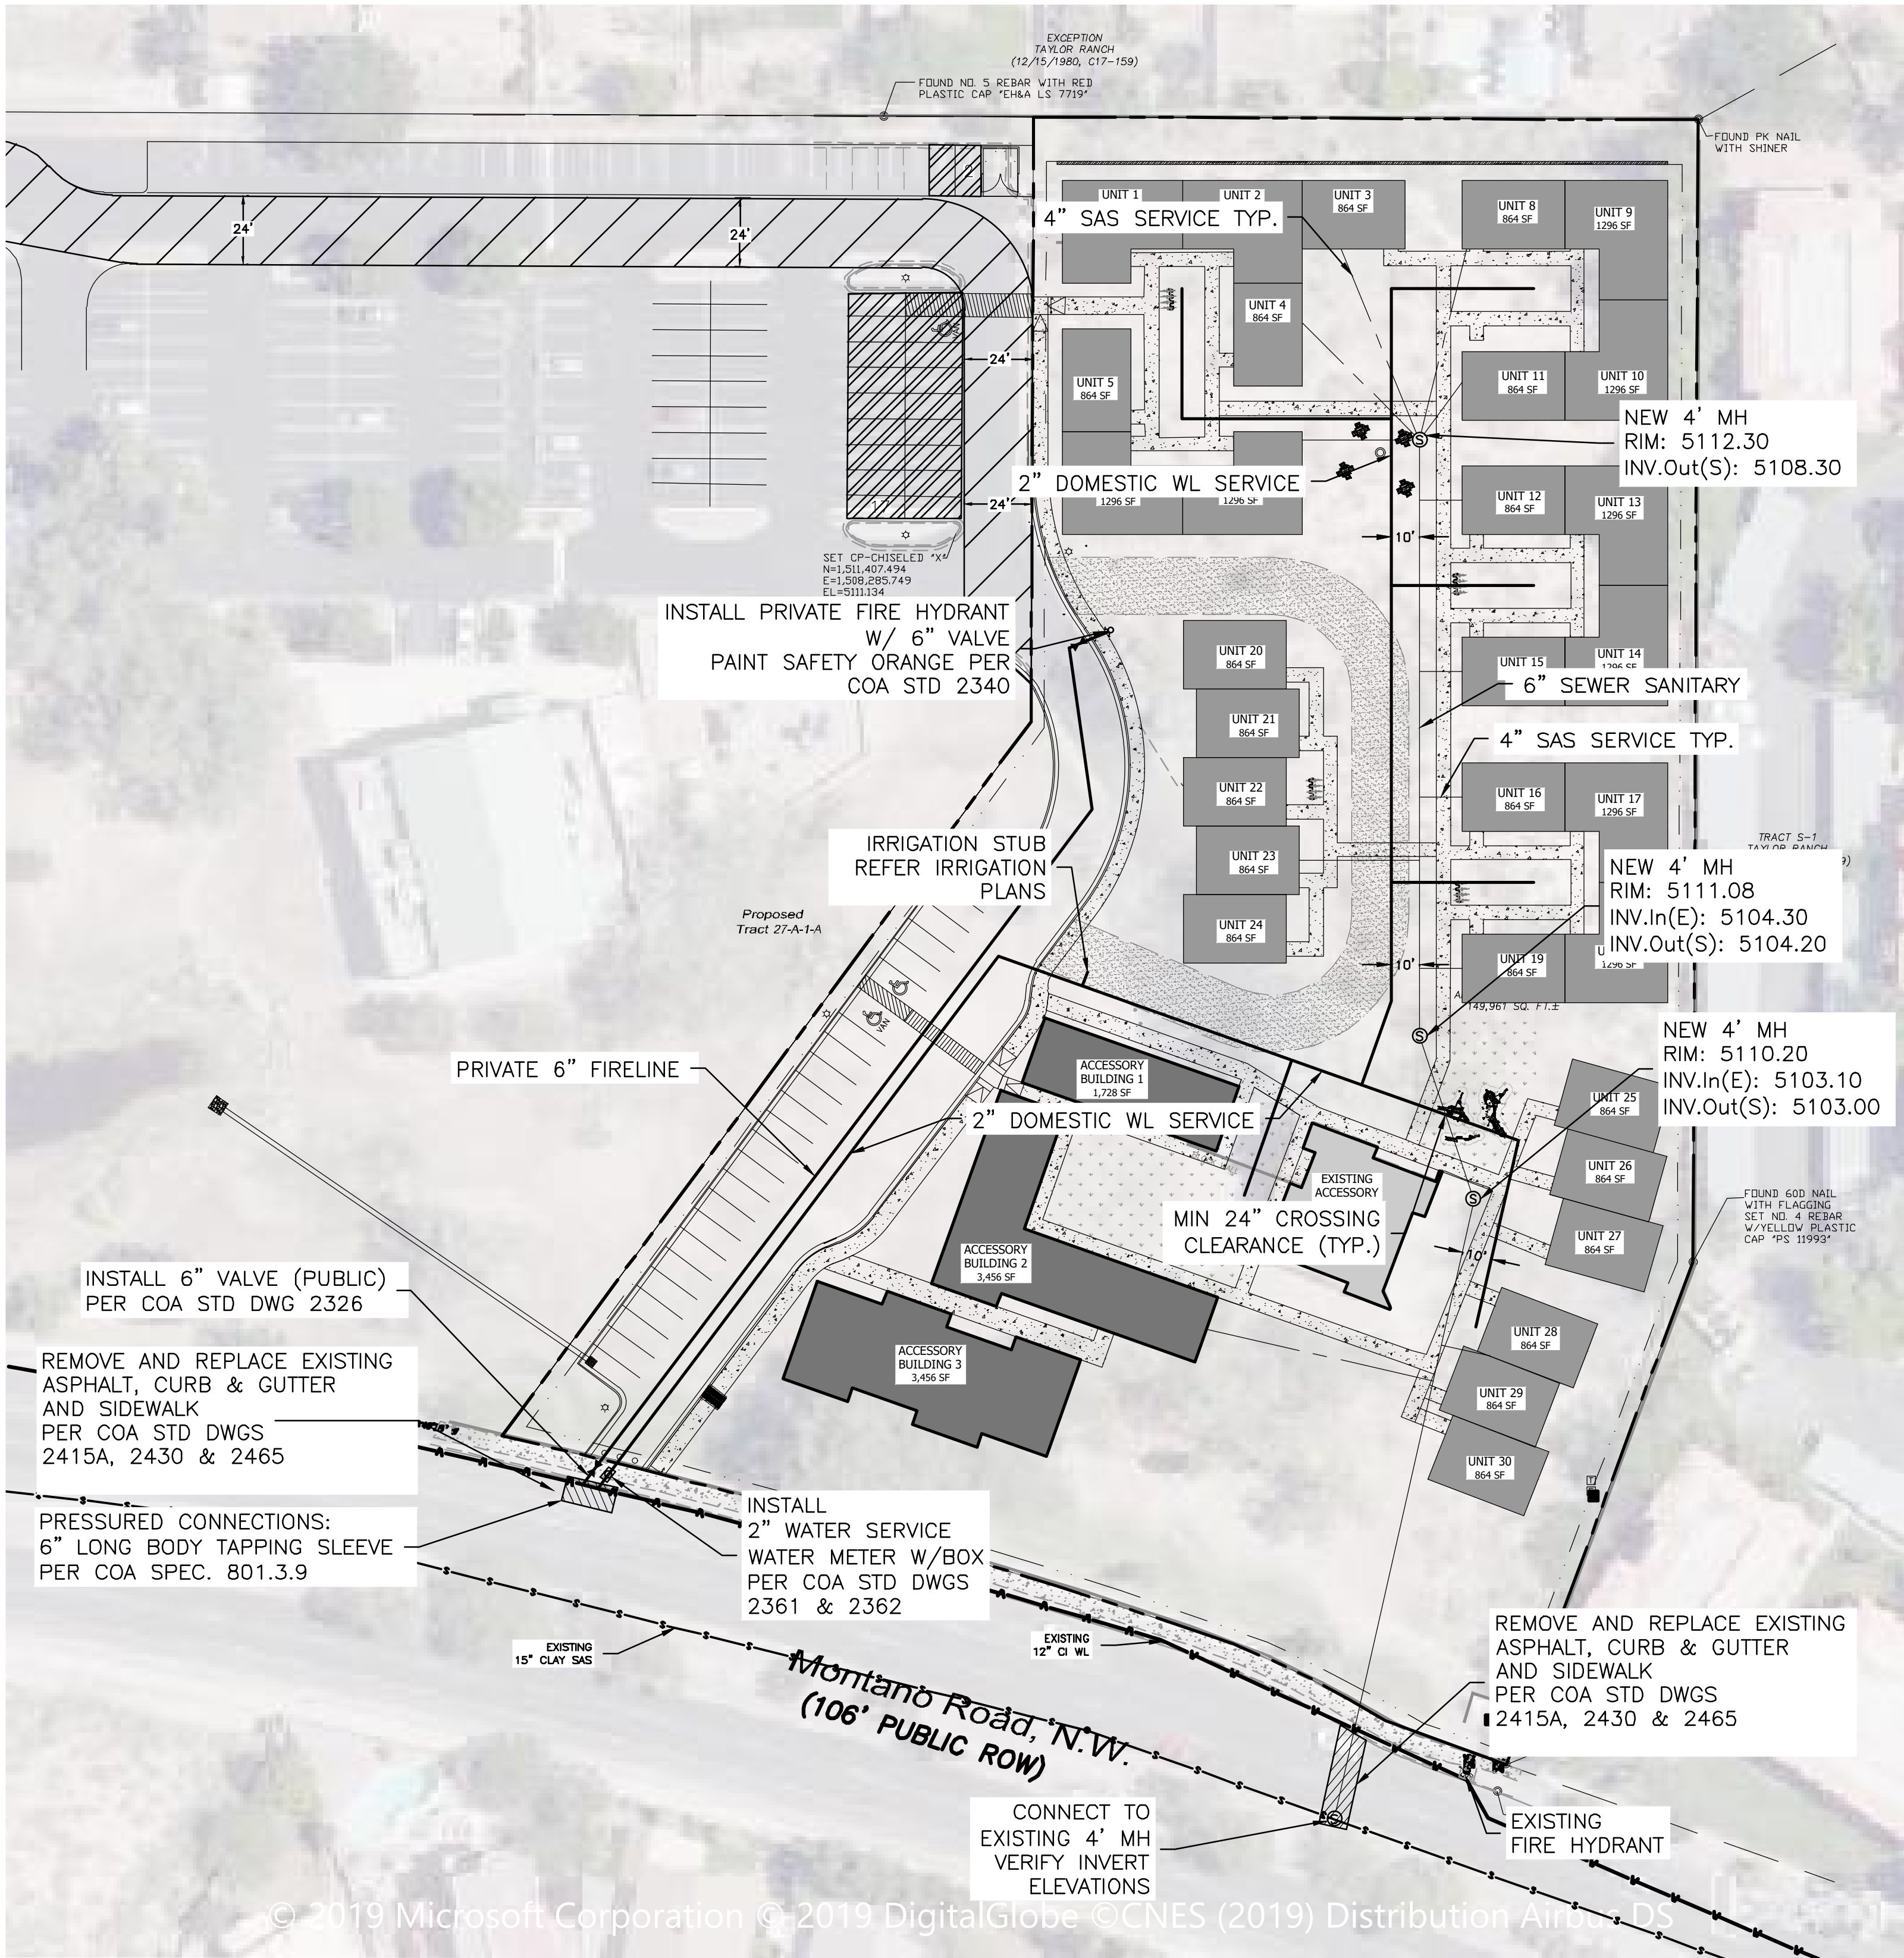 EXCEPTION
TAYLOR RANCH
(12/15/1980, C17-159)
FOUND NO. 5 REBAR WITH RED
PLASTIC CAP "EH&A LS 7719"
FOUND PK NAIL
WITH SHINER
2
24'
24'
24'
24'
UNIT 1
UNIT 2
UNIT 3
864 SF
UNIT 8
864 SF
UNIT 9
1296 SF
4" SAS SERVICE TYP.
UNIT 4
864 SF
UNIT 5
864 SF
UNIT 11
864 SF
UNIT 10
1296 SF
NEW 4' MH
RIM: 5112.30
INV.Out(S): 5108.30
2" DOMESTIC WL SERVICE
1296 SF
1296 SF
UNIT 12
864 SF
UNIT 13
1296 SF
10'
SET CP-CHISELED "X"
N=1,511,407.494
E=1,508,285.749
EL=5111.134
INSTALL PRIVATE FIRE HYDRANT
W/ 6" VALVE
PAINT SAFETY ORANGE PER
COA STD 2340
UNIT 20
864 SF
UNIT 15
UNIT 14
1296 SF
6" SEWER SANITARY
UNIT 21
864 SF
4" SAS SERVICE TYP.
UNIT 22
864 SF
UNIT 16
864 SF
UNIT 17
1296 SF
IRRIGATION STUB
REFER IRRIGATION
PLANS
UNIT 23
864 SF
TRACT S-1
TAYLOR RANCH
9)
NEW 4' MH
RIM: 5111.08
INV.In(E): 5104.30
INV.Out(S): 5104.20
Proposed
Tract 27-A-1-A
UNIT 24
864 SF
UNIT 19
864 SF
U
1296 SF
10'
149,961 SQ. FT.±
VAN
NEW 4' MH
RIM: 5110.20
INV.In(E): 5103.10
INV.Out(S): 5103.00
PRIVATE 6" FIRELINE
ACCESSORY
BUILDING 1
1,728 SF
2" DOMESTIC WL SERVICE
UNIT 25
864 SF
UNIT 26
864 SF
EXISTING
ACCESSORY
FOUND 60D NAIL
WITH FLAGGING
SET NO. 4 REBAR
W/YELLOW PLASTIC
CAP "PS 11993"
MIN 24" CROSSING
CLEARANCE (TYP.)
UNIT 27
864 SF
10'
ACCESSORY
BUILDING 2
3,456 SF
INSTALL 6" VALVE (PUBLIC)
PER COA STD DWG 2326
UNIT 28
864 SF
REMOVE AND REPLACE EXISTING
ASPHALT, CURB & GUTTER
AND SIDEWALK
PER COA STD DWGS
2415A, 2430 & 2465
ACCESSORY
BUILDING 3
3,456 SF
UNIT 29
864 SF
UNIT 30
864 SF
T
PRESSURED CONNECTIONS:
6" LONG BODY TAPPING SLEEVE
PER COA SPEC. 801.3.9
INSTALL
2" WATER SERVICE
WATER METER W/BOX
PER COA STD DWGS
2361 & 2362
EXISTING
15" CLAY SAS
EXISTING
12" CI WL
Montano Road, N.W.
(106' PUBLIC ROW)
REMOVE AND REPLACE EXISTING
ASPHALT, CURB & GUTTER
AND SIDEWALK
PER COA STD DWGS
2415A, 2430 & 2465
CONNECT TO
EXISTING 4' MH
VERIFY INVERT
ELEVATIONS
EXISTING
FIRE HYDRANT
© 2019 Microsoft Corporation © 2019 DigitalGlobe ©CNES (2019) Distribution Airbus DS